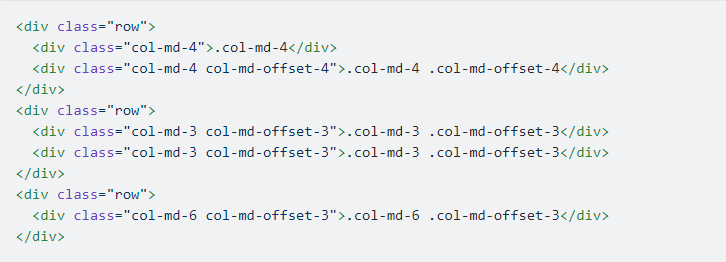 <div class="row">
  <div class="col-md-4">.col-md-4</div>
  <div class="col-md-4 col-md-offset-4">.col-md-4 .col-md-offset-4</div>
</div>
<div class="row">
  <div class="col-md-3 col-md-offset-3">.col-md-3 .col-md-offset-3</div>
  <div class="col-md-3 col-md-offset-3">.col-md-3 .col-md-offset-3</div>
</div>
<div class="row">
  <div class="col-md-6 col-md-offset-3">.col-md-6 .col-md-offset-3</div>
</div>